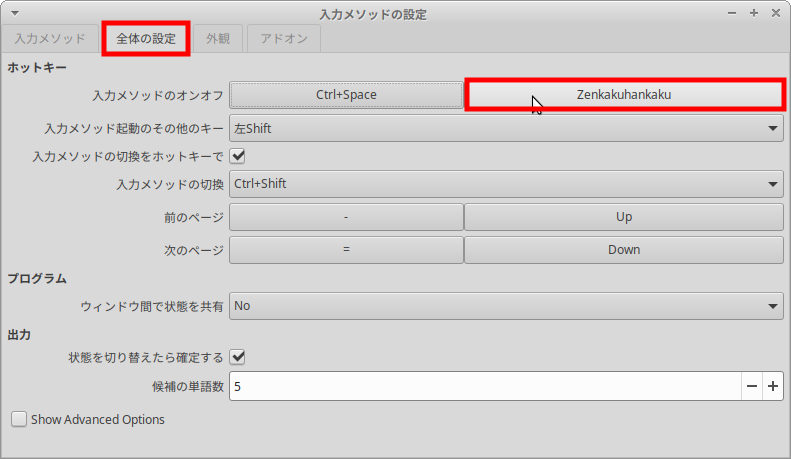 入力メソッドの設定
入力メソッド 全体の設定 外観 アドオン
ホットキー
入力メソッドのオンオフ Ctrl+Space Zenkakuhankaku
入力メソッド起動のその他のキー 左Shift
入力メソッドの切換をホットキーで
入力メソッドの切換 Ctrl+Shift
前のページ - Up
次のページ = Down
プログラム
ウィンドウ間で状態を共有 No
出力
状態を切り替えたら確定する
候補の単語数 5
Show Advanced Options